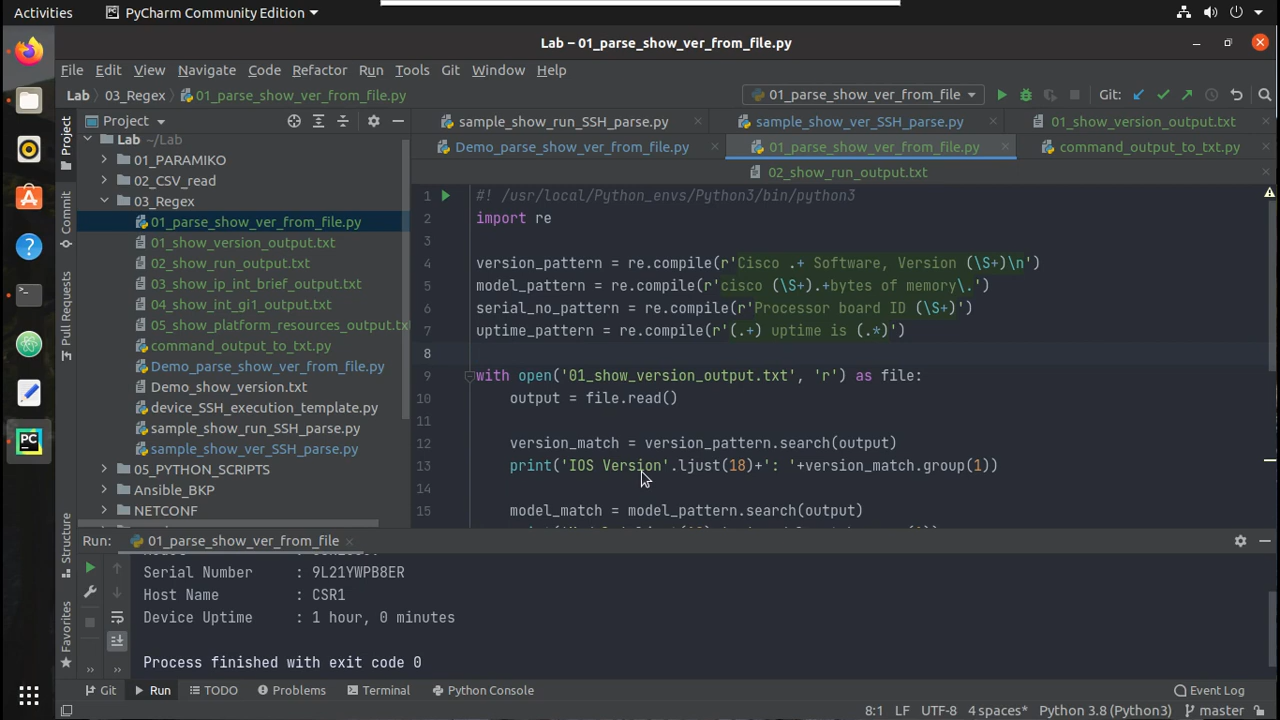 Activities PyCharm Community Edition
Lab – 01_parse_show_ver_from_file.py
File Edit View Navigate Code Refactor Run Tools Git Window Help
Lab 03_Regex 01_parse_show_ver_from_file.py 01_parse_show_ver_from_file Git:
Project
Commit
Pull Requests
Structure
Favorites
Project
Lab ~/Lab
01_PARAMIKO
02_CSV_read
03_Regex
01_parse_show_ver_from_file.py
01_show_version_output.txt
02_show_run_output.txt
03_show_ip_int_brief_output.txt
04_show_int_gi1_output.txt
05_show_platform_resources_output.tx
command_output_to_txt.py
Demo_parse_show_ver_from_file.py
Demo_show_version.txt
device_SSH_execution_template.py
sample_show_run_SSH_parse.py
sample_show_ver_SSH_parse.py
05_PYTHON_SCRIPTS
Ansible_BKP
NETCONF
sample_show_run_SSH_parse.py sample_show_ver_SSH_parse.py 01_show_version_output.txt
Demo_parse_show_ver_from_file.py 01_parse_show_ver_from_file.py command_output_to_txt.py
02_show_run_output.txt
1 #! /usr/local/Python_envs/Python3/bin/python3
2 import re
3
4 version_pattern = re.compile(r'Cisco .+ Software, Version (\S+)\n')
5 model_pattern = re.compile(r'cisco (\S+).+bytes of memory\.')
6 serial_no_pattern = re.compile(r'Processor board ID (\S+)')
7 uptime_pattern = re.compile(r'(.+) uptime is (.*)')
8
9 with open('01_show_version_output.txt', 'r') as file:
10 output = file.read()
11
12 version_match = version_pattern.search(output)
13 print('IOS Version'.ljust(18)+': '+version_match.group(1))
14
15 model_match = model_pattern.search(output)
Run: 01_parse_show_ver_from_file
Serial Number : 9L21YWPB8ER
Host Name : CSR1
Device Uptime : 1 hour, 0 minutes
Process finished with exit code 0
Git Run TODO Problems Terminal Python Console Event Log
8:1 LF UTF-8 4 spaces* Python 3.8 (Python3) master